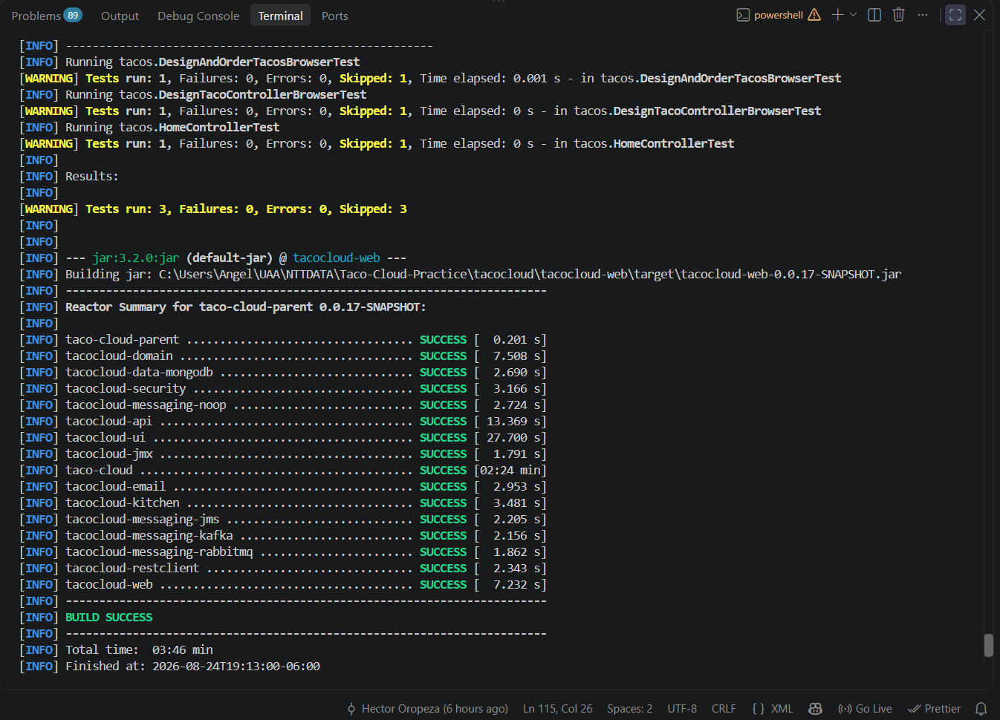 Problems 89 Output Debug Console Terminal Ports powershell
[INFO] -------------------------------------------------------
[INFO] Running tacos.DesignAndOrderTacosBrowserTest
[WARNING] Tests run: 1, Failures: 0, Errors: 0, Skipped: 1, Time elapsed: 0.001 s - in tacos.DesignAndOrderTacosBrowserTest
[INFO] Running tacos.DesignTacoControllerBrowserTest
[WARNING] Tests run: 1, Failures: 0, Errors: 0, Skipped: 1, Time elapsed: 0 s - in tacos.DesignTacoControllerBrowserTest
[INFO] Running tacos.HomeControllerTest
[WARNING] Tests run: 1, Failures: 0, Errors: 0, Skipped: 1, Time elapsed: 0 s - in tacos.HomeControllerTest
[INFO]
[INFO] Results:
[INFO]
[WARNING] Tests run: 3, Failures: 0, Errors: 0, Skipped: 3
[INFO]
[INFO]
[INFO] --- jar:3.2.0:jar (default-jar) @ tacocloud-web ---
[INFO] Building jar: C:\Users\Angel\UAA\NTTDATA\Taco-Cloud-Practice\tacocloud\tacocloud-web\target\tacocloud-web-0.0.17-SNAPSHOT.jar
[INFO] ------------------------------------------------------------------------
[INFO] Reactor Summary for taco-cloud-parent 0.0.17-SNAPSHOT:
[INFO]
[INFO] taco-cloud-parent .................................. SUCCESS [  0.201 s]
[INFO] tacocloud-domain ................................... SUCCESS [  7.508 s]
[INFO] tacocloud-data-mongodb ............................. SUCCESS [  2.690 s]
[INFO] tacocloud-security ................................. SUCCESS [  3.166 s]
[INFO] tacocloud-messaging-noop ........................... SUCCESS [  2.724 s]
[INFO] tacocloud-api ...................................... SUCCESS [ 13.369 s]
[INFO] tacocloud-ui ....................................... SUCCESS [ 27.700 s]
[INFO] tacocloud-jmx ...................................... SUCCESS [  1.791 s]
[INFO] taco-cloud ......................................... SUCCESS [02:24 min]
[INFO] tacocloud-email .................................... SUCCESS [  2.953 s]
[INFO] tacocloud-kitchen .................................. SUCCESS [  3.481 s]
[INFO] tacocloud-messaging-jms ............................ SUCCESS [  2.205 s]
[INFO] tacocloud-messaging-kafka .......................... SUCCESS [  2.156 s]
[INFO] tacocloud-messaging-rabbitmq ....................... SUCCESS [  1.862 s]
[INFO] tacocloud-restclient ............................... SUCCESS [  2.343 s]
[INFO] tacocloud-web ...................................... SUCCESS [  7.232 s]
[INFO] ------------------------------------------------------------------------
[INFO] BUILD SUCCESS
[INFO] ------------------------------------------------------------------------
[INFO] Total time:  03:46 min
[INFO] Finished at: 2026-08-24T19:13:00-06:00
Hector Oropeza (6 hours ago) Ln 115, Col 26 Spaces: 2 UTF-8 CRLF { } XML Go Live Prettier